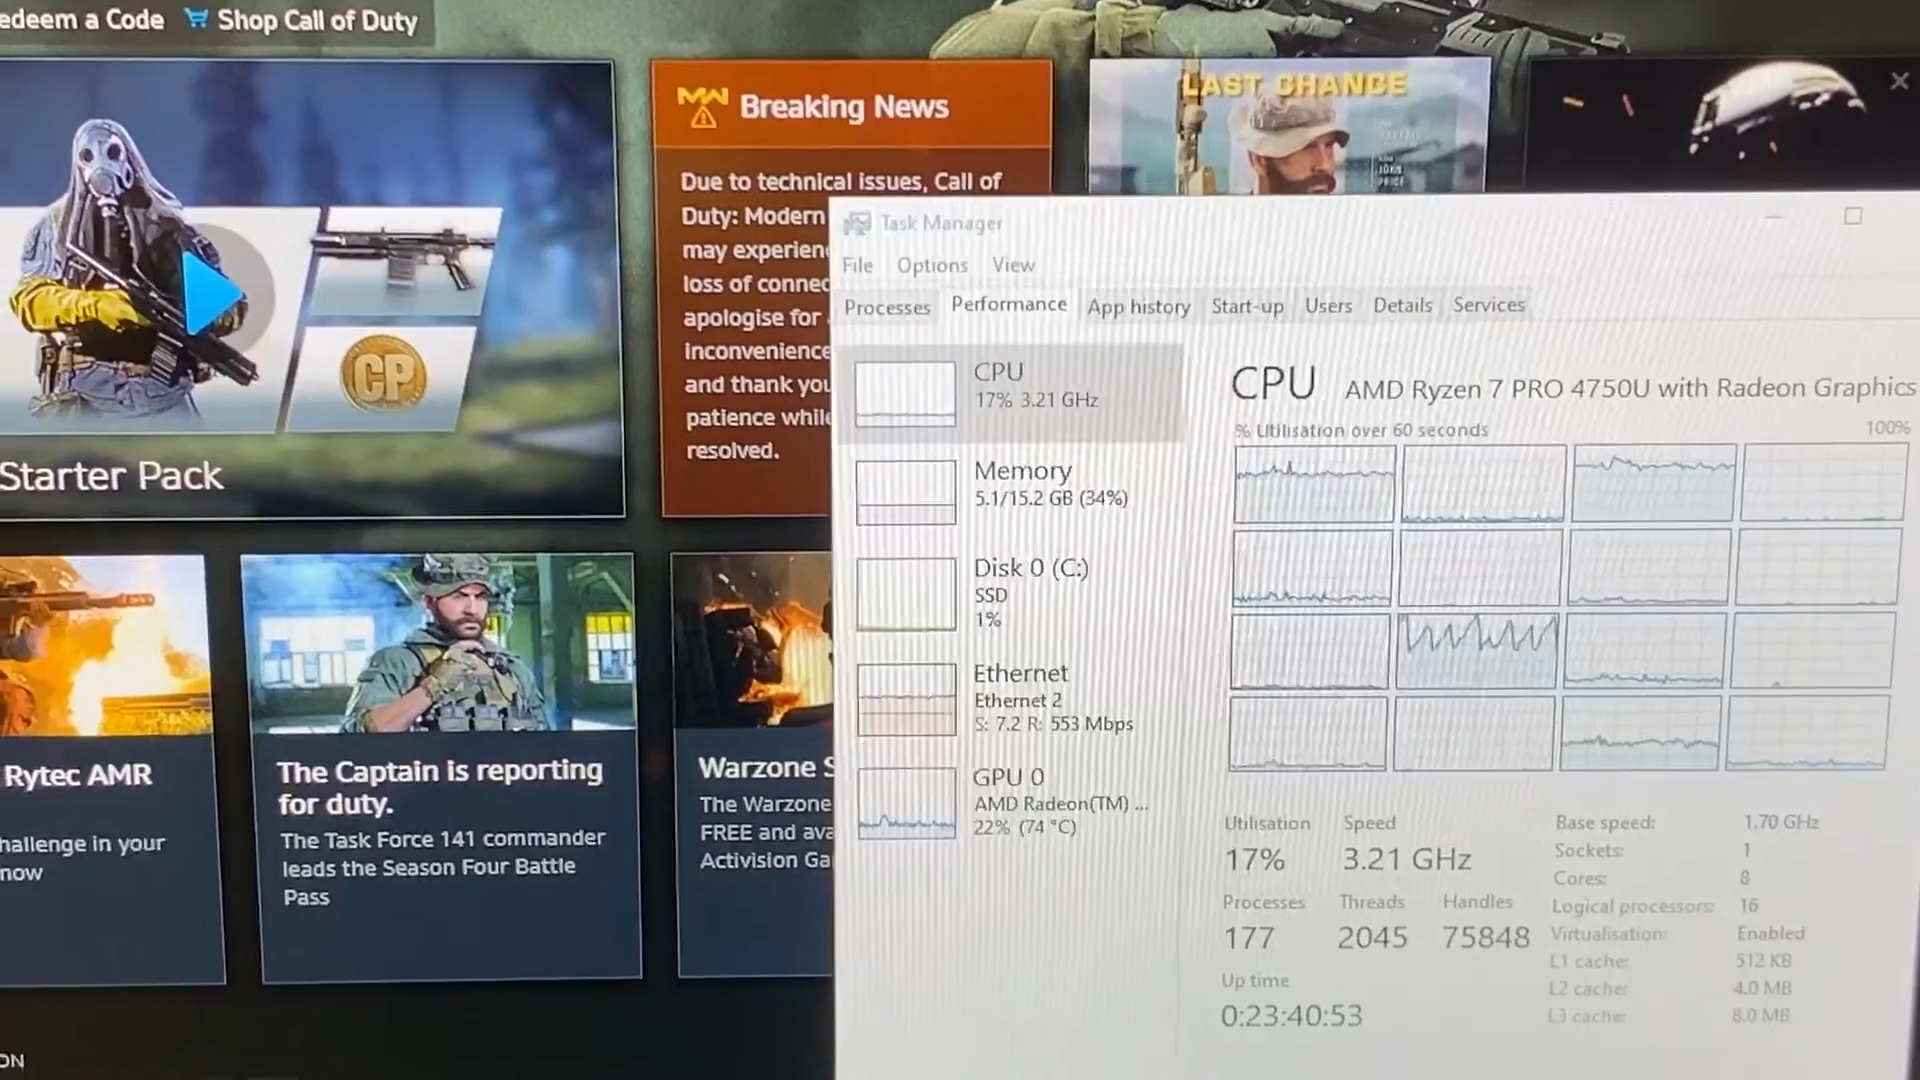 edeem a Code
Shop Call of Duty
MW
Breaking News
Due to technical issues, Call of
Duty: Modern
may experien
loss of connec
apologise for
inconvenience
and thank you
patience while
resolved.
LAST CHANCE
JOHN
PRICE
CP
Starter Pack
Rytec AMR
hallenge in your
now
The Captain is reporting
for duty.
The Task Force 141 commander
leads the Season Four Battle
Pass
Warzone S
The Warzone
FREE and ava
Activision Ga
ON
Task Manager
File Options View
Processes Performance App history Start-up Users Details Services
CPU
17% 3.21 GHz
Memory
5.1/15.2 GB (34%)
Disk 0 (C:)
SSD
1%
Ethernet
Ethernet 2
S: 7.2 R: 553 Mbps
GPU 0
AMD Radeon(TM) ...
22% (74 °C)
CPU AMD Ryzen 7 PRO 4750U with Radeon Graphics
% Utilisation over 60 seconds 100%
Utilisation Speed
17% 3.21 GHz
Processes Threads Handles
177 2045 75848
Up time
0:23:40:53
Base speed: 1.70 GHz
Sockets: 1
Cores: 8
Logical processors: 16
Virtualisation: Enabled
L1 cache: 512 KB
L2 cache: 4.0 MB
L3 cache: 8.0 MB